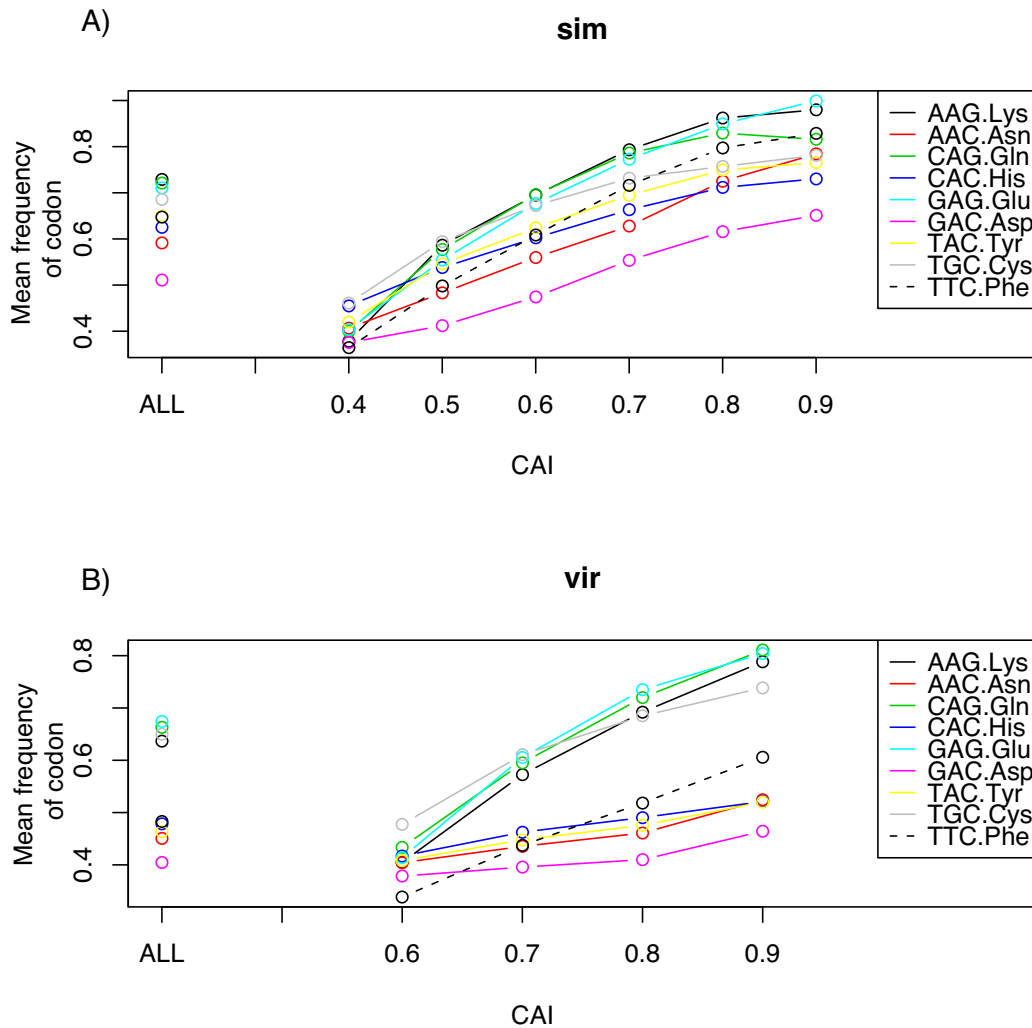 A)
sim
Mean frequency
of codon
0.8
0.6
0.4
ALL
0.4
0.5
0.6
0.7
0.8
0.9
CAI
AAG.Lys
AAC.Asn
CAG.Gln
CAC.His
GAG.Glu
GAC.Asp
TAC.Tyr
TGC.Cys
TTC.Phe
B)
vir
Mean frequency
of codon
0.8
0.6
0.4
ALL
0.6
0.7
0.8
0.9
CAI
AAG.Lys
AAC.Asn
CAG.Gln
CAC.His
GAG.Glu
GAC.Asp
TAC.Tyr
TGC.Cys
TTC.Phe